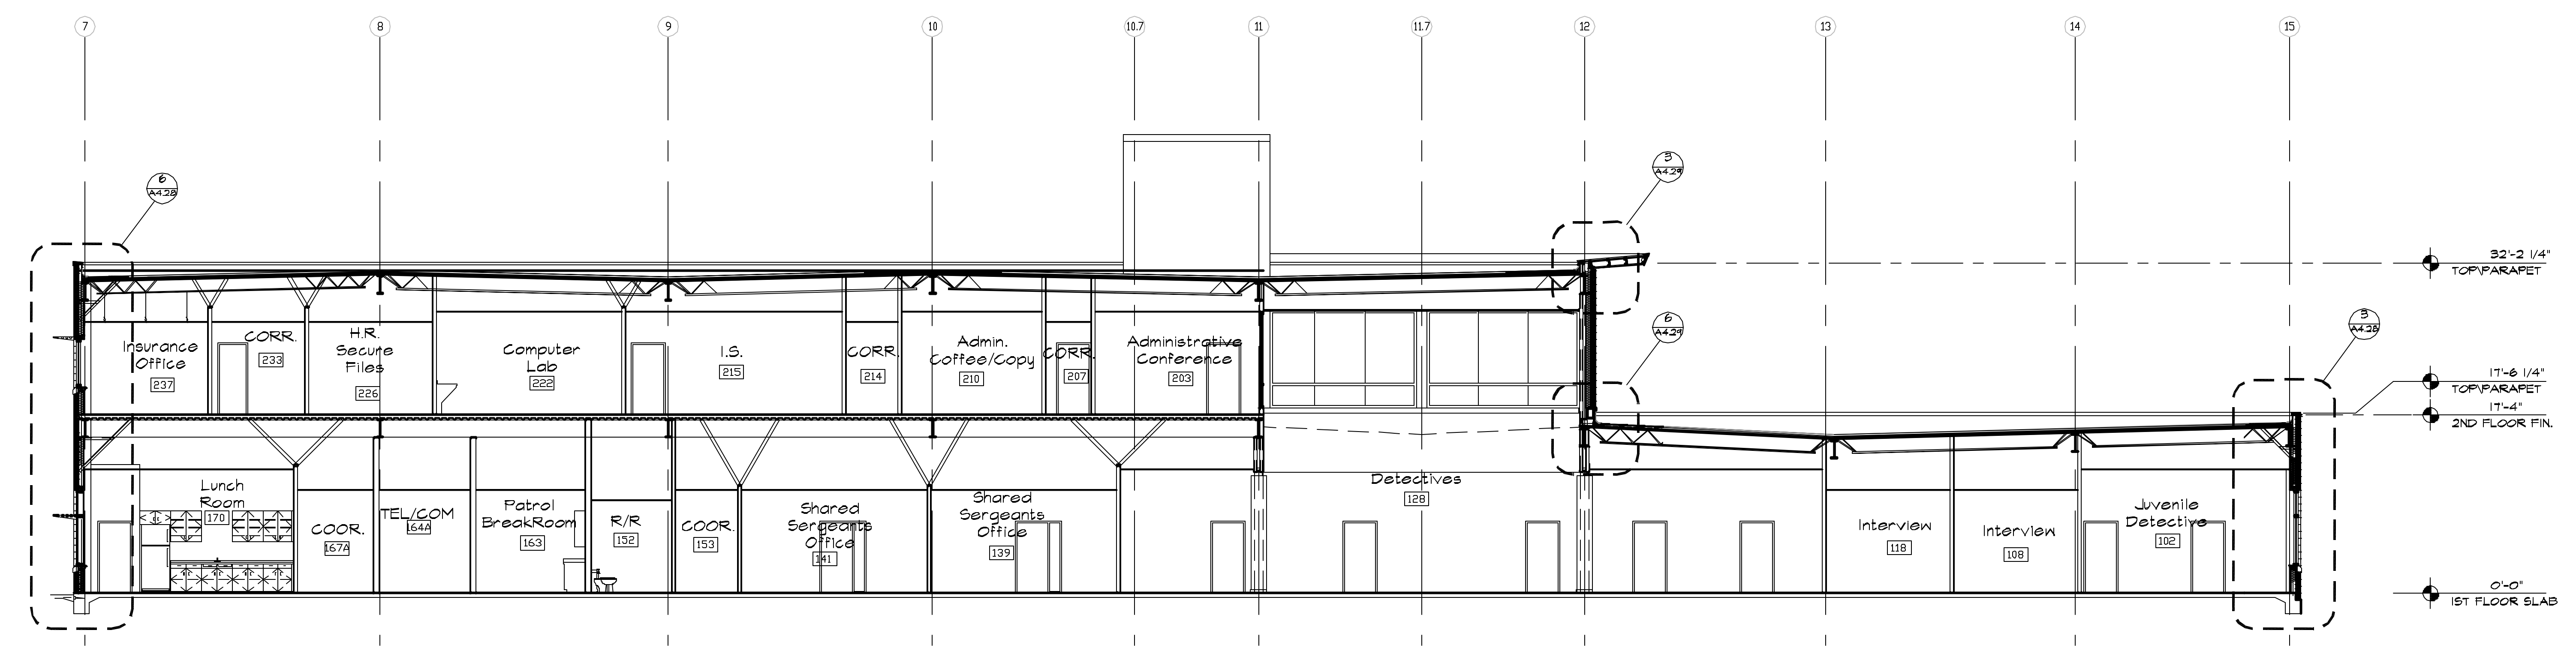 7 8 9 10 10.7 11 11.7 12 13 14 15
3
A4.29
6
A4.28
32'-2 1/4"
TOP\PARAPET
6
A4.29
3
A4.28
Insurance
Office
237
CORR.
233
H.R.
Secure
Files
226
Computer
Lab
222
I.S.
215
CORR.
214
Admin.
Coffee/Copy
210
CORR.
207
Administrative
Conference
203
17'-6 1/4"
TOP\PARAPET
17'-4"
2ND FLOOR FIN.
Lunch
Room
170
COOR.
167A
TEL/COM
164A
Patrol
BreakRoom
163
R/R
152
COOR.
153
Shared
Sergeants
Office
141
Shared
Sergeants
Office
139
Detectives
128
Interview
118
Interview
108
Juvenile
Detective
102
0'-0"
1ST FLOOR SLAB